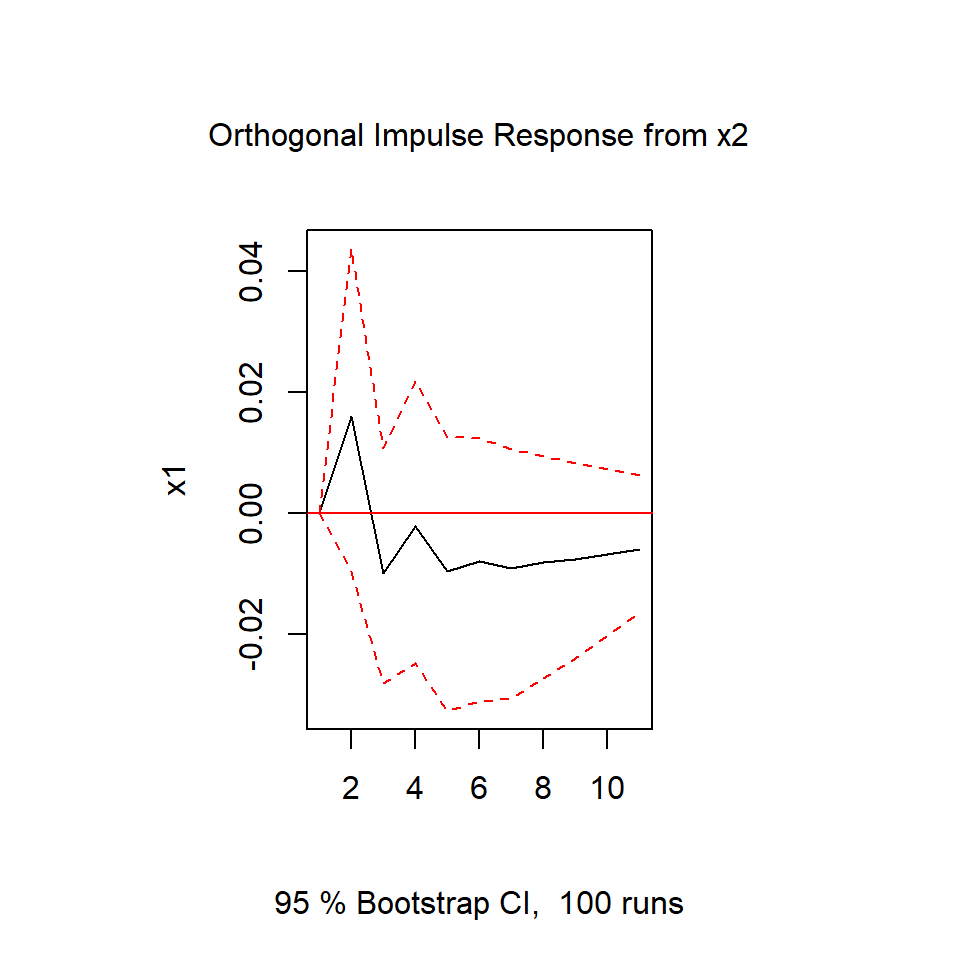 Orthogonal Impulse Response from x2
0.04
0.02
0.00
-0.02
x1
2 4 6 8 10
95 % Bootstrap CI,  100 runs